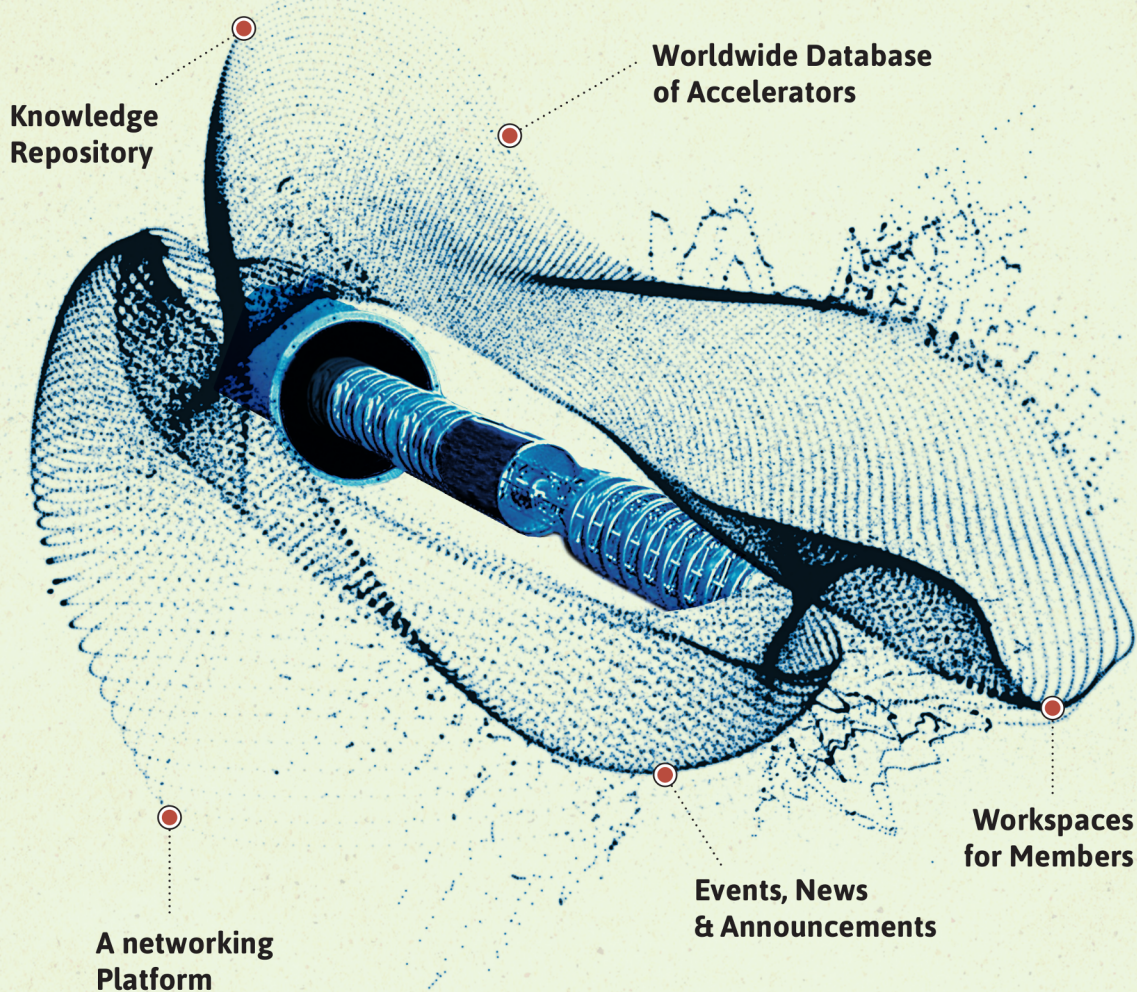 Worldwide Database
of Accelerators
Knowledge
Repository
Workspaces
for Members
Events, News
& Announcements
A networking
Platform